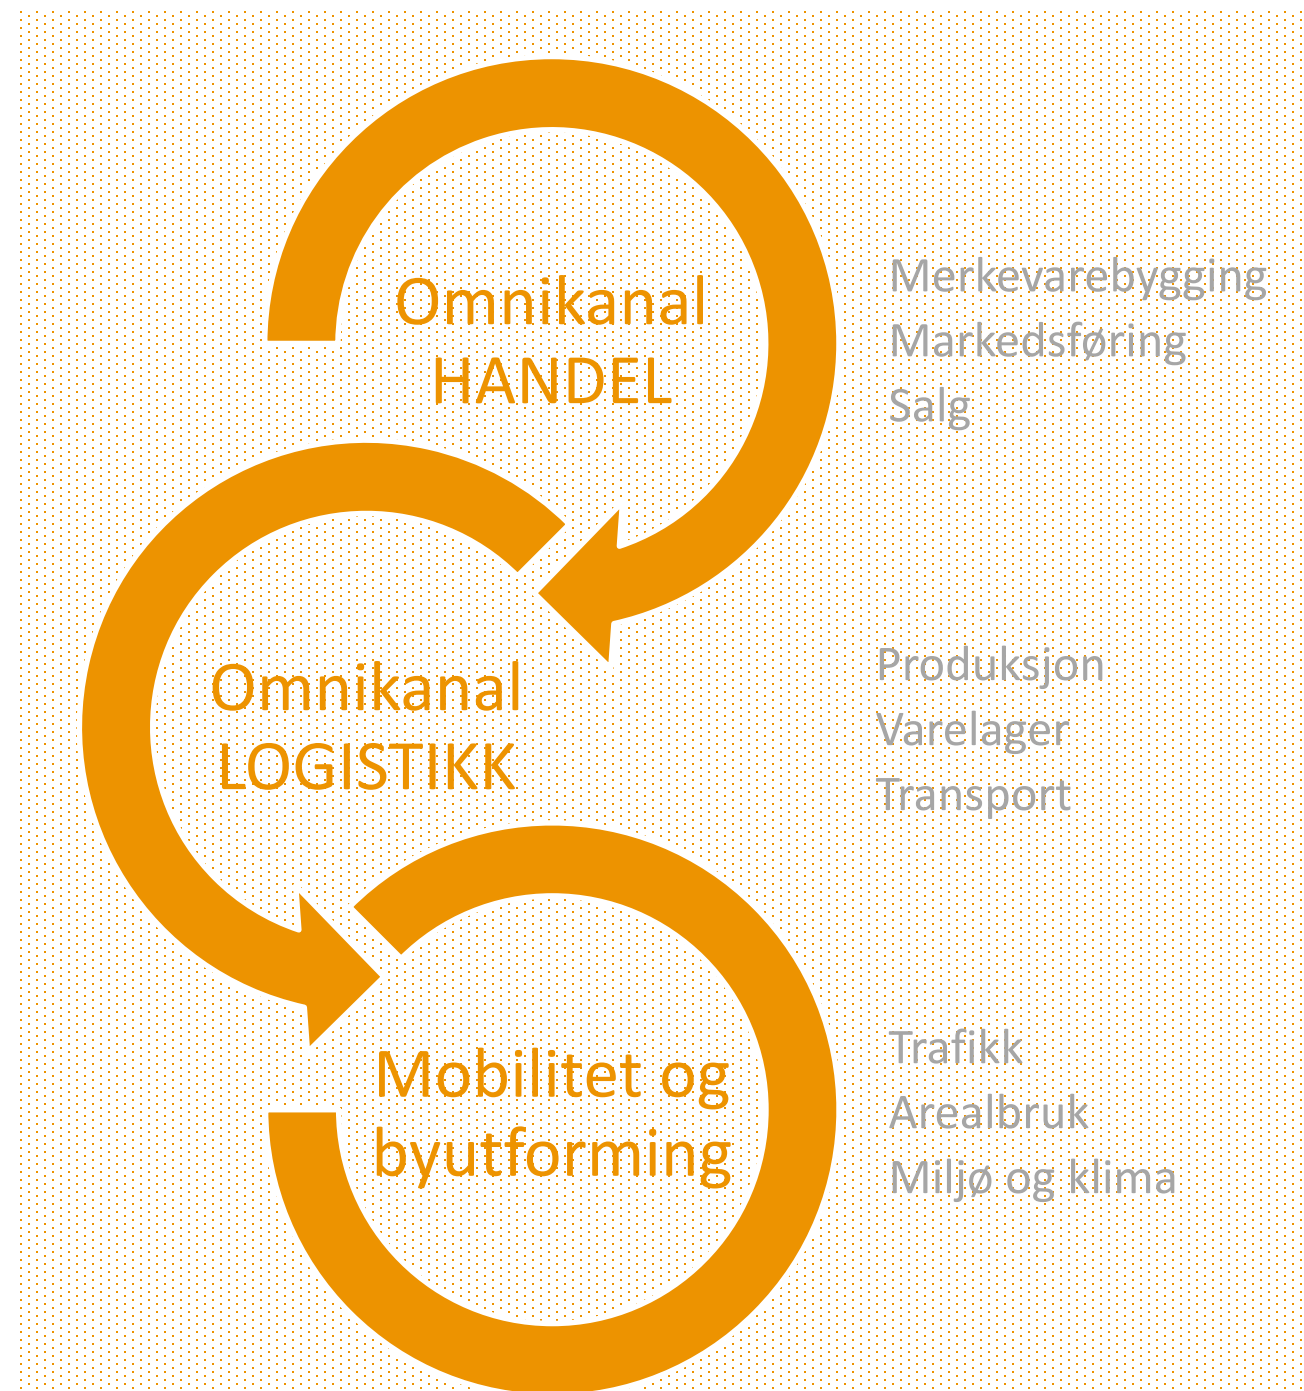 Omnikanal
HANDEL
Merkevarebygging
Markedsføring
Salg
Omnikanal
LOGISTIKK
Produksjon
Varelager
Transport
Mobilitet og
byutforming
Trafikk
Arealbruk
Miljø og klima